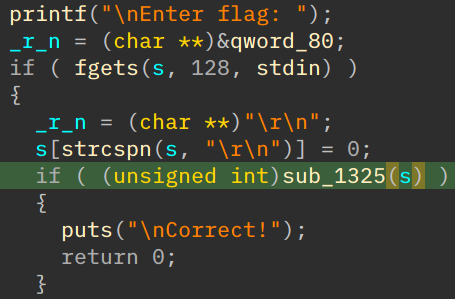 printf("\nEnter flag: ");
_r_n = (char **)&qword_80;
if ( fgets(s, 128, stdin) )
{
  _r_n = (char **)"\r\n";
  s[strcspn(s, "\r\n")] = 0;
  if ( (unsigned int)sub_1325(s) )
  {
    puts("\nCorrect!");
    return 0;
  }